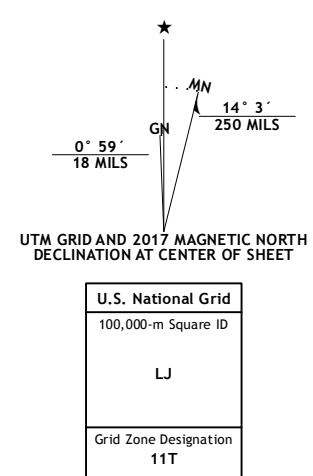 MN
GN
14° 3´
250 MILS
0° 59´
18 MILS
UTM GRID AND 2017 MAGNETIC NORTH
DECLINATION AT CENTER OF SHEET
U.S. National Grid
100,000-m Square ID
LJ
Grid Zone Designation
11T